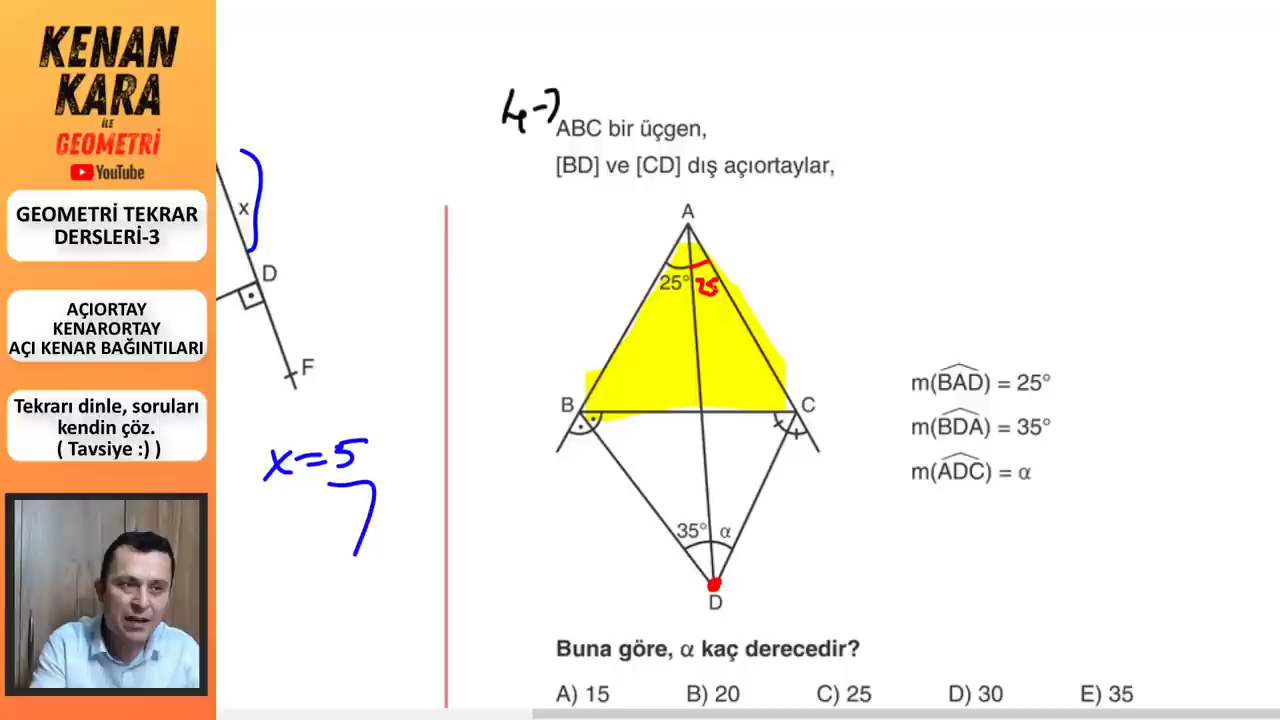 KENAN
KARA
İLE
GEOMETRİ
YouTube
GEOMETRİ TEKRAR
DERSLERİ-3
AÇIORTAY
KENARORTAY
AÇI KENAR BAĞINTILARI
Tekrarı dinle, soruları
kendin çöz.
( Tavsiye :) )
x
D
F
x=5
4-)
ABC bir üçgen,
[BD] ve [CD] dış açıortaylar,
A
25°
25
B
C
35°
α
D
m(BAD) = 25°
m(BDA) = 35°
m(ADC) = α
Buna göre, α kaç derecedir?
A) 15 B) 20 C) 25 D) 30 E) 35